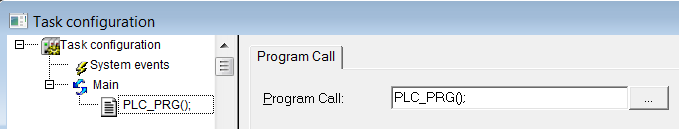 Task configuration
Task configuration
System events
Main
PLC_PRG();
Program Call
Program Call:
PLC_PRG();
...